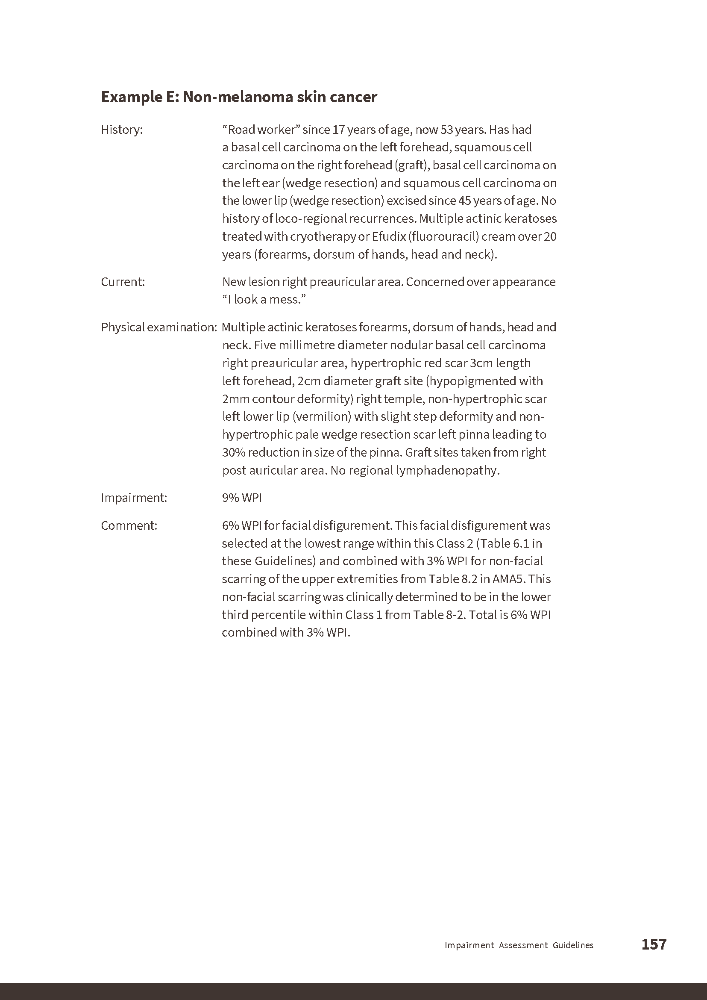 Example E: Non-melanoma skin cancer
History: “Road worker” since 17 years of age, now 53 years. Has had
a basal cell carcinoma on the left forehead, squamous cell
carcinoma on the right forehead (graft), basal cell carcinoma on
the left ear (wedge resection) and squamous cell carcinoma on
the lower lip (wedge resection) excised since 45 years of age. No
history of loco-regional recurrences. Multiple actinic keratoses
treated with cryotherapy or Efudix (fluorouracil) cream over 20
years (forearms, dorsum of hands, head and neck).
Current: New lesion right preauricular area. Concerned over appearance
“I look a mess.”
Physical examination: Multiple actinic keratoses forearms, dorsum of hands, head and
neck. Five millimetre diameter nodular basal cell carcinoma
right preauricular area, hypertrophic red scar 3cm length
left forehead, 2cm diameter graft site (hypopigmented with
2mm contour deformity) right temple, non-hypertrophic scar
left lower lip (vermilion) with slight step deformity and non-
hypertrophic pale wedge resection scar left pinna leading to
30% reduction in size of the pinna. Graft sites taken from right
post auricular area. No regional lymphadenopathy.
Impairment: 9% WPI
Comment: 6% WPI for facial disfigurement. This facial disfigurement was
selected at the lowest range within this Class 2 (Table 6.1 in
these Guidelines) and combined with 3% WPI for non-facial
scarring of the upper extremities from Table 8.2 in AMA5. This
non-facial scarring was clinically determined to be in the lower
third percentile within Class 1 from Table 8-2. Total is 6% WPI
combined with 3% WPI.
Impairment Assessment Guidelines 157